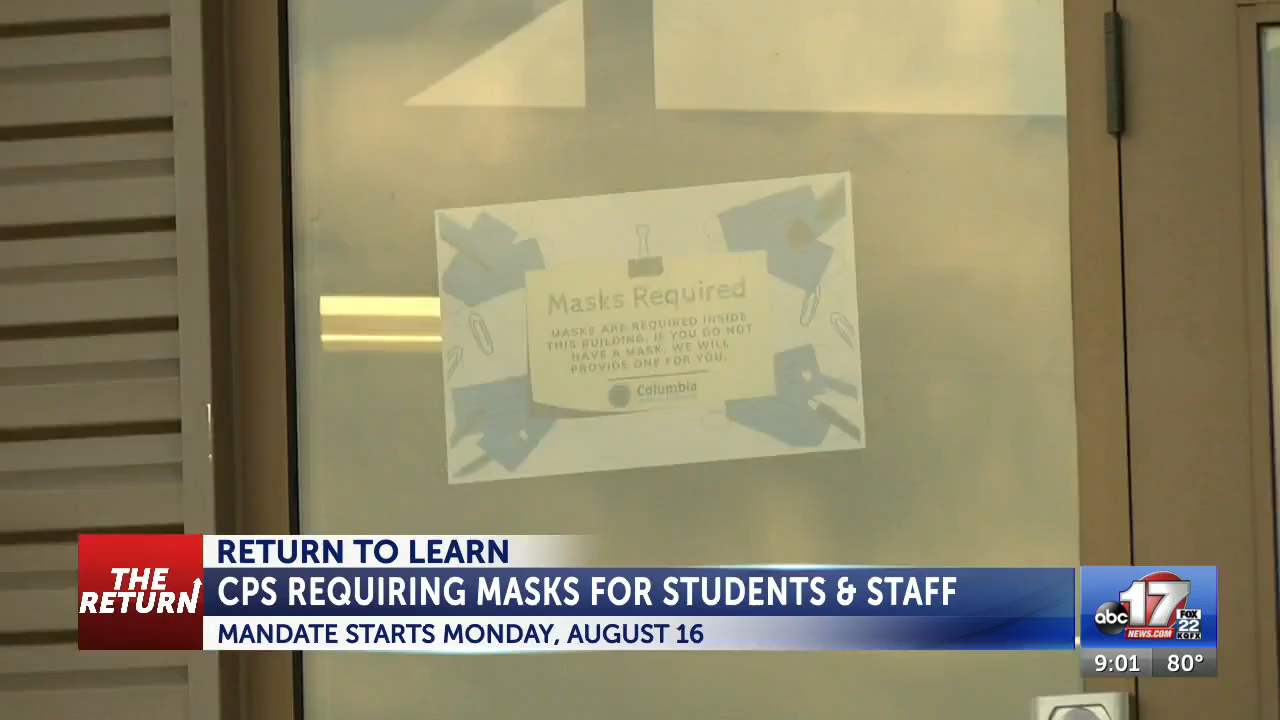 Masks Required
MASKS ARE REQUIRED INSIDE
THIS BUILDING. IF YOU DO NOT
HAVE A MASK, WE WILL
PROVIDE ONE FOR YOU.
Columbia
RETURN TO LEARN
THE
RETURN
CPS REQUIRING MASKS FOR STUDENTS & STAFF
MANDATE STARTS MONDAY, AUGUST 16
abc
17
NEWS.COM
FOX
22
KQFX
9:01 80°